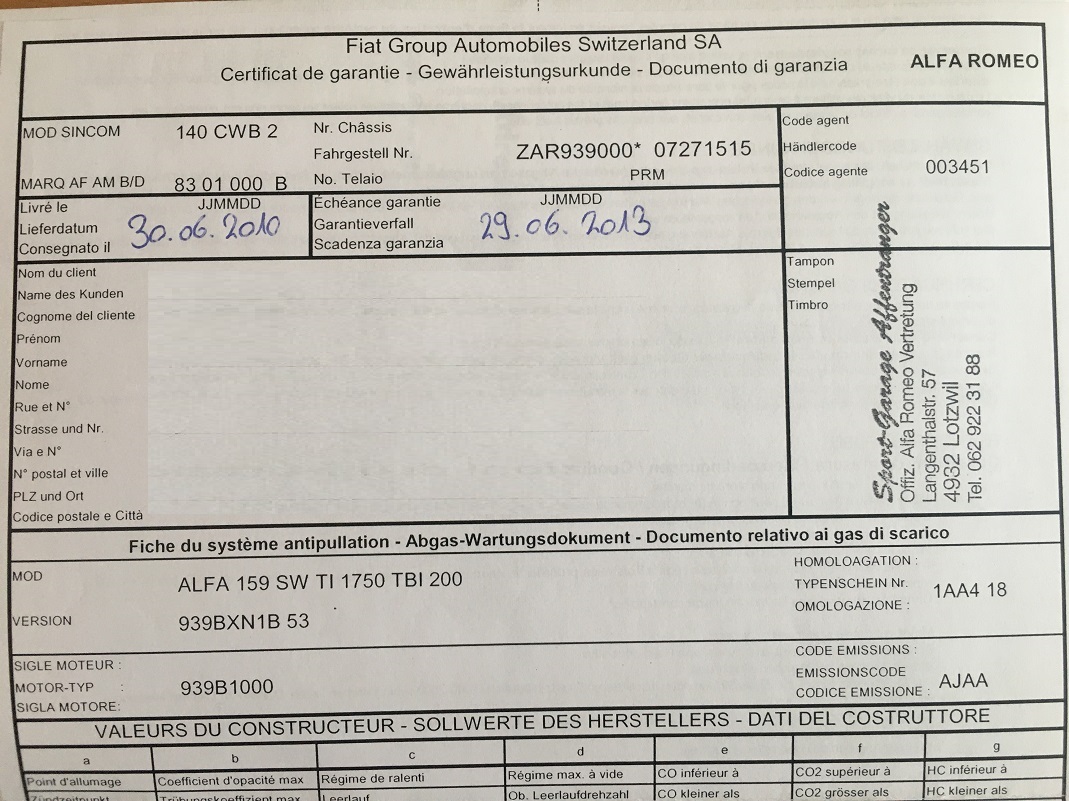 Fiat Group Automobiles Switzerland SA
Certificat de garantie - Gewährleistungsurkunde - Documento di garanzia
ALFA ROMEO
MOD SINCOM 140 CWB 2
MARQ AF AM B/D 83 01 000 B
Nr. Châssis
Fahrgestell Nr. ZAR939000* 07271515
No. Telaio PRM
Code agent
Händlercode
Codice agente 003451
Livré le JJMMDD
Lieferdatum 30.06.2010
Consegnato il
Échéance garantie JJMMDD
Garantieverfall 29.06.2013
Scadenza garanzia
Nom du client
Name des Kunden
Cognome del cliente
Prénom
Vorname
Nome
Rue et N°
Strasse und Nr.
Via e N°
N° postal et ville
PLZ und Ort
Codice postale e Città
Tampon
Stempel
Timbro
Sport-Garage Affentranger
Offiz. Alfa Romeo Vertretung
Langenthalstr. 57
4932 Lotzwil
Tel. 062 922 31 88
Fiche du système antipullation - Abgas-Wartungsdokument - Documento relativo ai gas di scarico
MOD ALFA 159 SW TI 1750 TBI 200
VERSION 939BXN1B 53
HOMOLOAGATION :
TYPENSCHEIN Nr. 1AA4 18
OMOLOGAZIONE :
SIGLE MOTEUR :
MOTOR-TYP : 939B1000
SIGLA MOTORE:
CODE EMISSIONS :
EMISSIONSCODE AJAA
CODICE EMISSIONE :
VALEURS DU CONSTRUCTEUR - SOLLWERTE DES HERSTELLERS - DATI DEL COSTRUTTORE
a b c d e f g
Point d'allumage Coefficient d'opacité max Régime de ralenti Régime max. à vide CO inférieur à CO2 supérieur à HC inférieur à
Zündzeitpunkt Trübungskoeffizient max Leerlauf Ob. Leerlaufdrehzahl CO kleiner als CO2 grösser als HC kleiner als